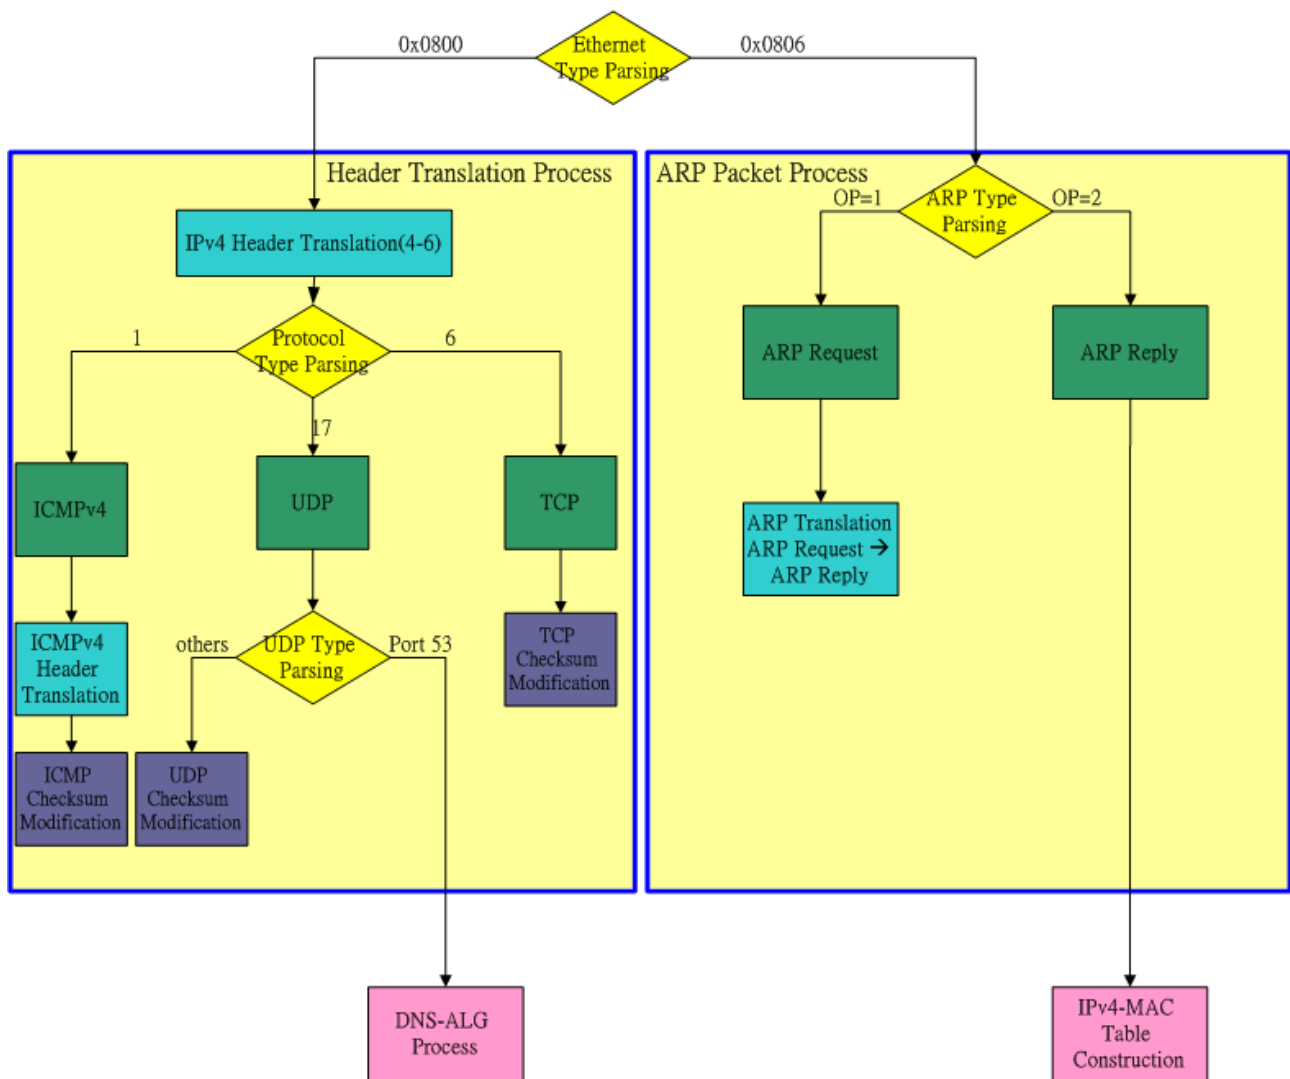 0x0800
Ethernet
Type Parsing
0x0806
Header Translation Process
IPv4 Header Translation(4-6)
Protocol
Type Parsing
1
6
17
ICMPv4
UDP
TCP
ICMPv4
Header
Translation
others
UDP Type
Parsing
Port 53
TCP
Checksum
Modification
ICMP
Checksum
Modification
UDP
Checksum
Modification
DNS-ALG
Process
ARP Packet Process
OP=1
ARP Type
Parsing
OP=2
ARP Request
ARP Reply
ARP Translation
ARP Request →
ARP Reply
IPv4-MAC
Table
Construction